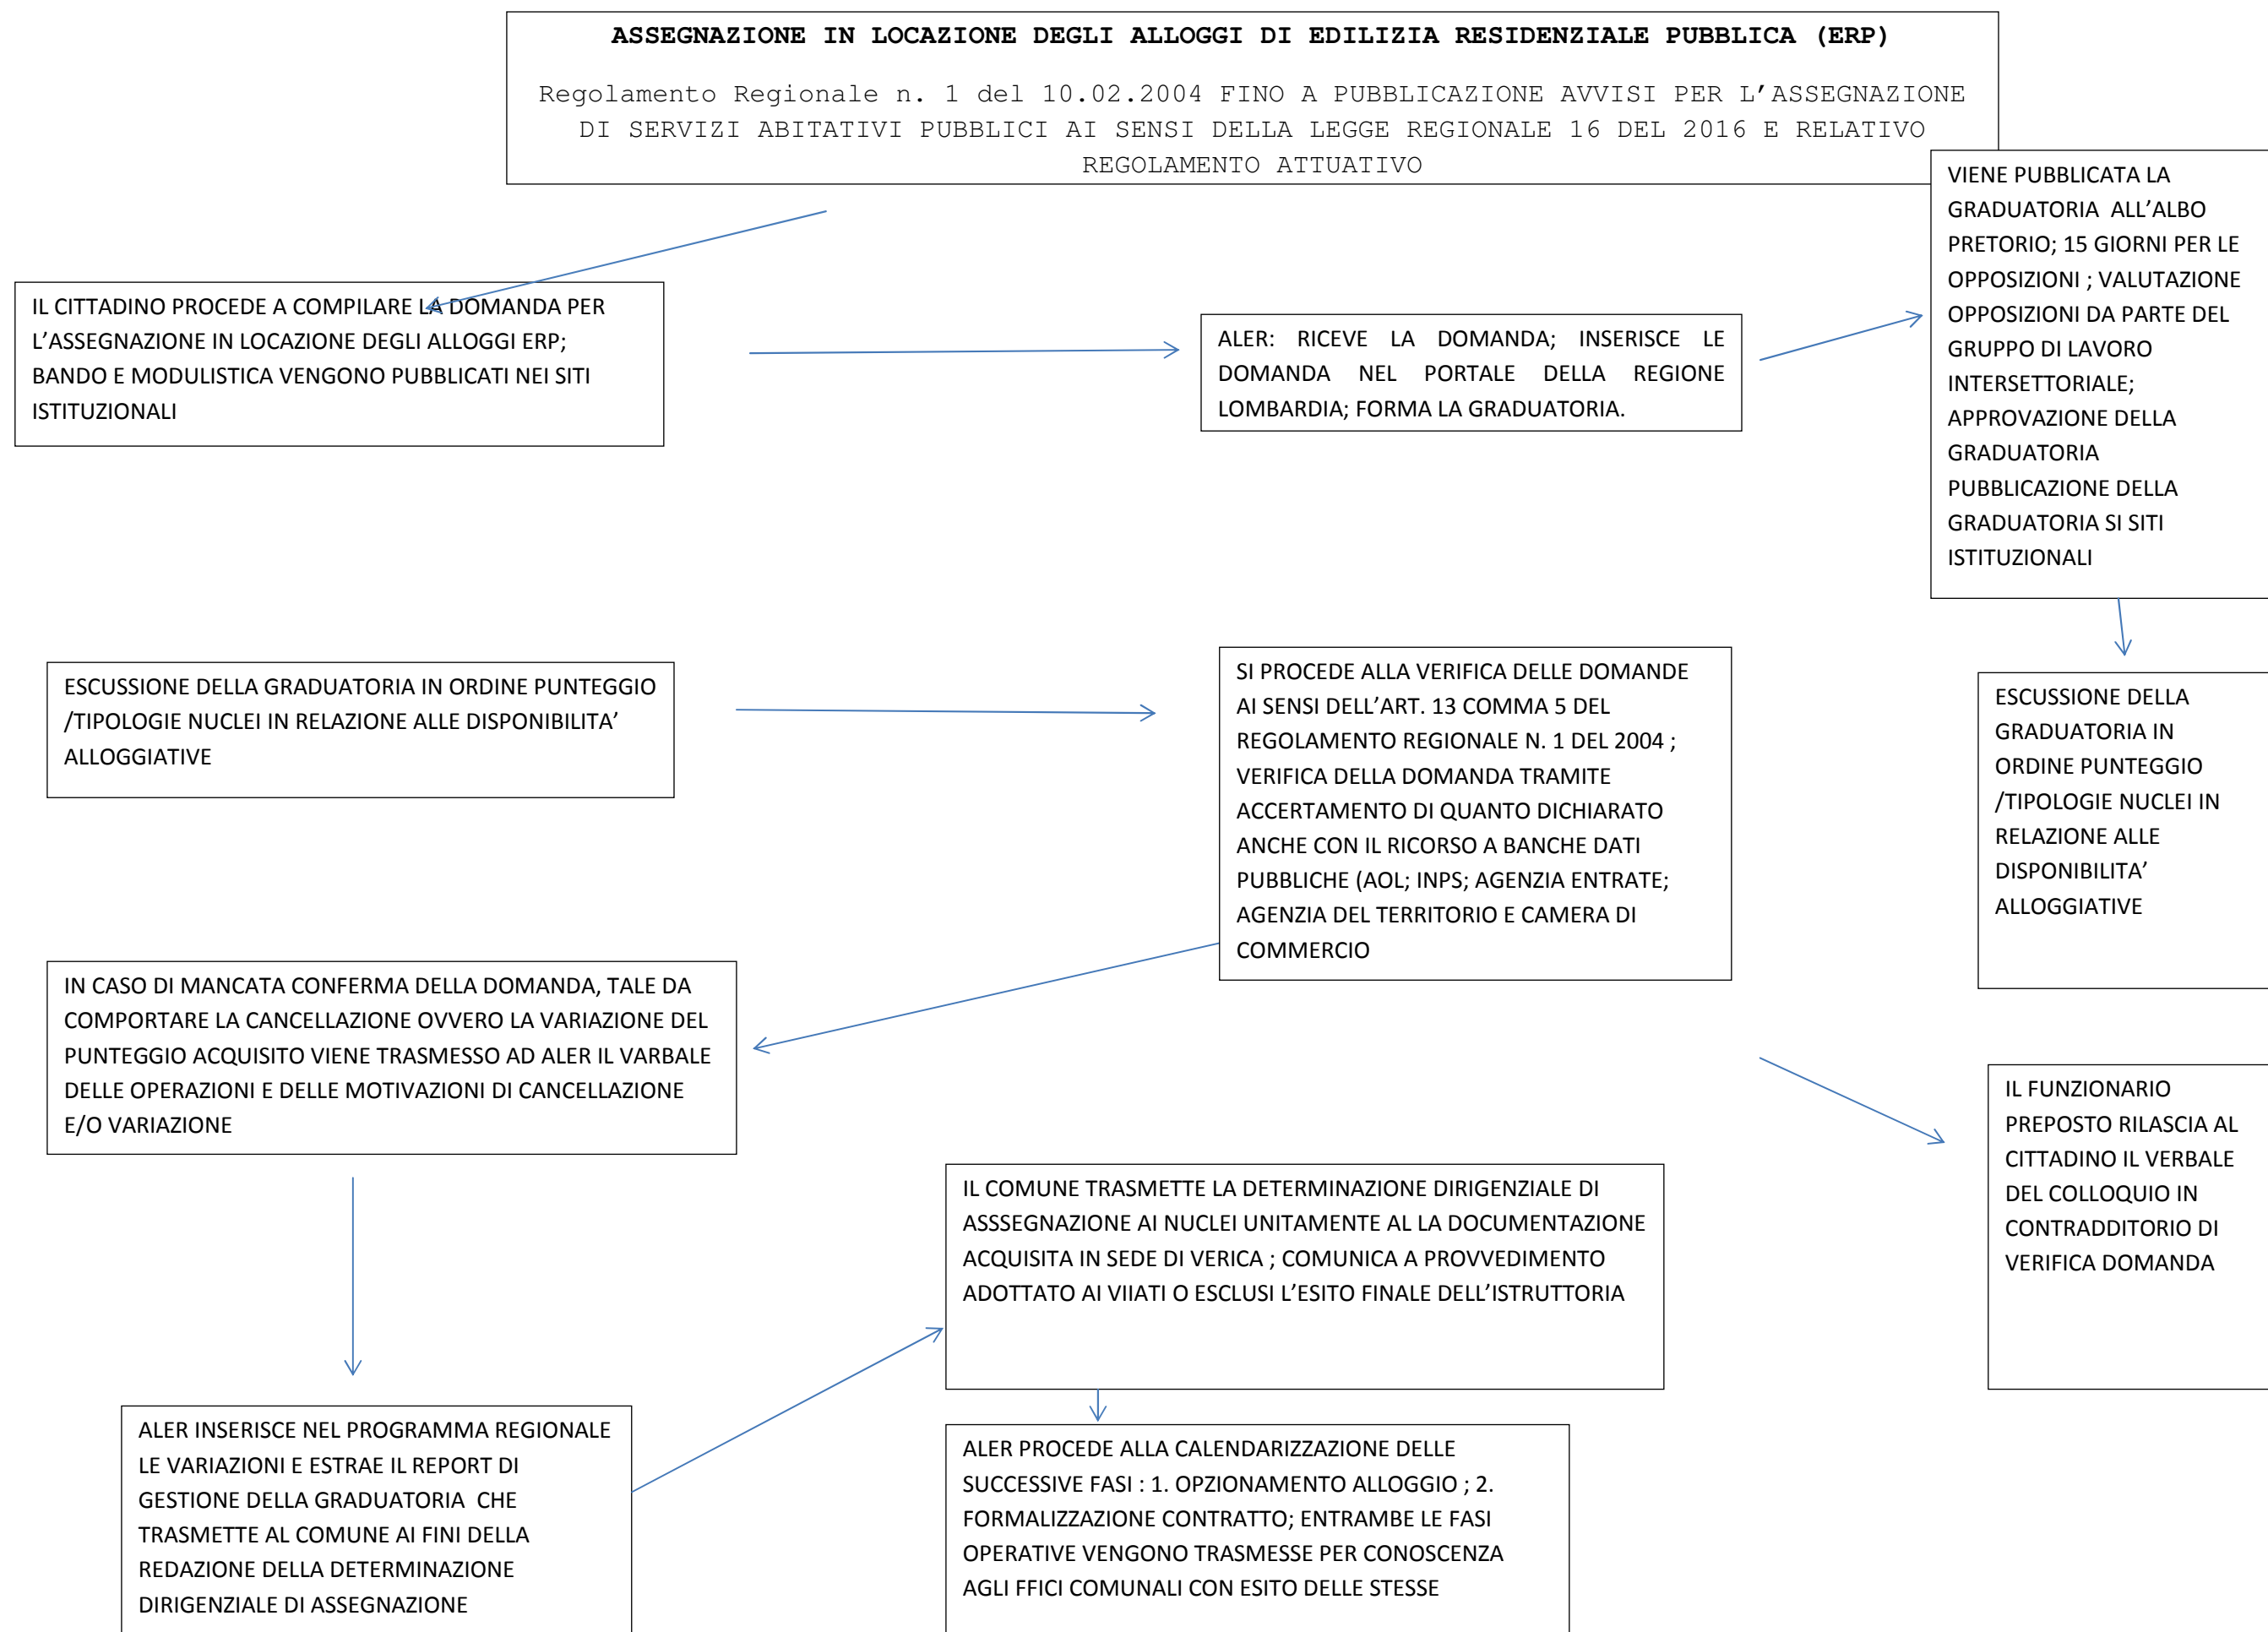 ASSEGNAZIONE IN LOCAZIONE DEGLI ALLOGGI DI EDILIZIA RESIDENZIALE PUBBLICA (ERP)
Regolamento Regionale n. 1 del 10.02.2004 FINO A PUBBLICAZIONE AVVISI PER L’ASSEGNAZIONE
DI SERVIZI ABITATIVI PUBBLICI AI SENSI DELLA LEGGE REGIONALE 16 DEL 2016 E RELATIVO
REGOLAMENTO ATTUATIVO
IL CITTADINO PROCEDE A COMPILARE LA DOMANDA PER
L’ASSEGNAZIONE IN LOCAZIONE DEGLI ALLOGGI ERP;
BANDO E MODULISTICA VENGONO PUBBLICATI NEI SITI
ISTITUZIONALI
ALER: RICEVE LA DOMANDA; INSERISCE LE
DOMANDA NEL PORTALE DELLA REGIONE
LOMBARDIA; FORMA LA GRADUATORIA.
VIENE PUBBLICATA LA
GRADUATORIA ALL’ALBO
PRETORIO; 15 GIORNI PER LE
OPPOSIZIONI ; VALUTAZIONE
OPPOSIZIONI DA PARTE DEL
GRUPPO DI LAVORO
INTERSETTORIALE;
APPROVAZIONE DELLA
GRADUATORIA
PUBBLICAZIONE DELLA
GRADUATORIA SI SITI
ISTITUZIONALI
ESCUSSIONE DELLA GRADUATORIA IN ORDINE PUNTEGGIO
/TIPOLOGIE NUCLEI IN RELAZIONE ALLE DISPONIBILITA’
ALLOGGIATIVE
SI PROCEDE ALLA VERIFICA DELLE DOMANDE
AI SENSI DELL’ART. 13 COMMA 5 DEL
REGOLAMENTO REGIONALE N. 1 DEL 2004 ;
VERIFICA DELLA DOMANDA TRAMITE
ACCERTAMENTO DI QUANTO DICHIARATO
ANCHE CON IL RICORSO A BANCHE DATI
PUBBLICHE (AOL; INPS; AGENZIA ENTRATE;
AGENZIA DEL TERRITORIO E CAMERA DI
COMMERCIO
ESCUSSIONE DELLA
GRADUATORIA IN
ORDINE PUNTEGGIO
/TIPOLOGIE NUCLEI IN
RELAZIONE ALLE
DISPONIBILITA’
ALLOGGIATIVE
IN CASO DI MANCATA CONFERMA DELLA DOMANDA, TALE DA
COMPORTARE LA CANCELLAZIONE OVVERO LA VARIAZIONE DEL
PUNTEGGIO ACQUISITO VIENE TRASMESSO AD ALER IL VARBALE
DELLE OPERAZIONI E DELLE MOTIVAZIONI DI CANCELLAZIONE
E/O VARIAZIONE
IL FUNZIONARIO
PREPOSTO RILASCIA AL
CITTADINO IL VERBALE
DEL COLLOQUIO IN
CONTRADDITORIO DI
VERIFICA DOMANDA
IL COMUNE TRASMETTE LA DETERMINAZIONE DIRIGENZIALE DI
ASSSEGNAZIONE AI NUCLEI UNITAMENTE AL LA DOCUMENTAZIONE
ACQUISITA IN SEDE DI VERICA ; COMUNICA A PROVVEDIMENTO
ADOTTATO AI VIIATI O ESCLUSI L’ESITO FINALE DELL’ISTRUTTORIA
ALER INSERISCE NEL PROGRAMMA REGIONALE
LE VARIAZIONI E ESTRAE IL REPORT DI
GESTIONE DELLA GRADUATORIA CHE
TRASMETTE AL COMUNE AI FINI DELLA
REDAZIONE DELLA DETERMINAZIONE
DIRIGENZIALE DI ASSEGNAZIONE
ALER PROCEDE ALLA CALENDARIZZAZIONE DELLE
SUCCESSIVE FASI : 1. OPZIONAMENTO ALLOGGIO ; 2.
FORMALIZZAZIONE CONTRATTO; ENTRAMBE LE FASI
OPERATIVE VENGONO TRASMESSE PER CONOSCENZA
AGLI FFICI COMUNALI CON ESITO DELLE STESSE